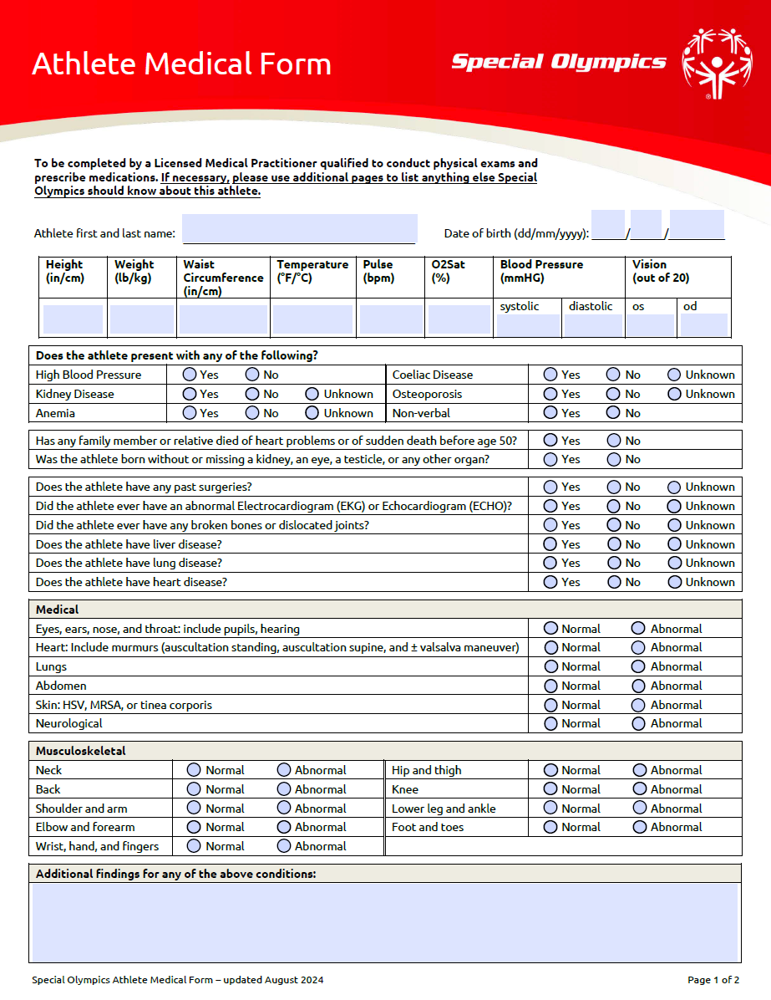 Athlete Medical Form
Special Olympics
®
To be completed by a Licensed Medical Practitioner qualified to conduct physical exams and
prescribe medications. If necessary, please use additional pages to list anything else Special
Olympics should know about this athlete.
Athlete first and last name:
Date of birth (dd/mm/yyyy): / /
Height (in/cm)
Weight (lb/kg)
Waist Circumference (in/cm)
Temperature (°F/°C)
Pulse (bpm)
O2Sat (%)
Blood Pressure (mmHG)
Vision (out of 20)
systolic diastolic os od
Does the athlete present with any of the following?
High Blood Pressure Yes No Coeliac Disease Yes No Unknown
Kidney Disease Yes No Unknown Osteoporosis Yes No Unknown
Anemia Yes No Unknown Non-verbal Yes No
Has any family member or relative died of heart problems or of sudden death before age 50? Yes No
Was the athlete born without or missing a kidney, an eye, a testicle, or any other organ? Yes No
Does the athlete have any past surgeries? Yes No Unknown
Did the athlete ever have an abnormal Electrocardiogram (EKG) or Echocardiogram (ECHO)? Yes No Unknown
Did the athlete ever have any broken bones or dislocated joints? Yes No Unknown
Does the athlete have liver disease? Yes No Unknown
Does the athlete have lung disease? Yes No Unknown
Does the athlete have heart disease? Yes No Unknown
Medical
Eyes, ears, nose, and throat: include pupils, hearing Normal Abnormal
Heart: Include murmurs (auscultation standing, auscultation supine, and ± valsalva maneuver) Normal Abnormal
Lungs Normal Abnormal
Abdomen Normal Abnormal
Skin: HSV, MRSA, or tinea corporis Normal Abnormal
Neurological Normal Abnormal
Musculoskeletal
Neck Normal Abnormal Hip and thigh Normal Abnormal
Back Normal Abnormal Knee Normal Abnormal
Shoulder and arm Normal Abnormal Lower leg and ankle Normal Abnormal
Elbow and forearm Normal Abnormal Foot and toes Normal Abnormal
Wrist, hand, and fingers Normal Abnormal
Additional findings for any of the above conditions:
Special Olympics Athlete Medical Form – updated August 2024 Page 1 of 2